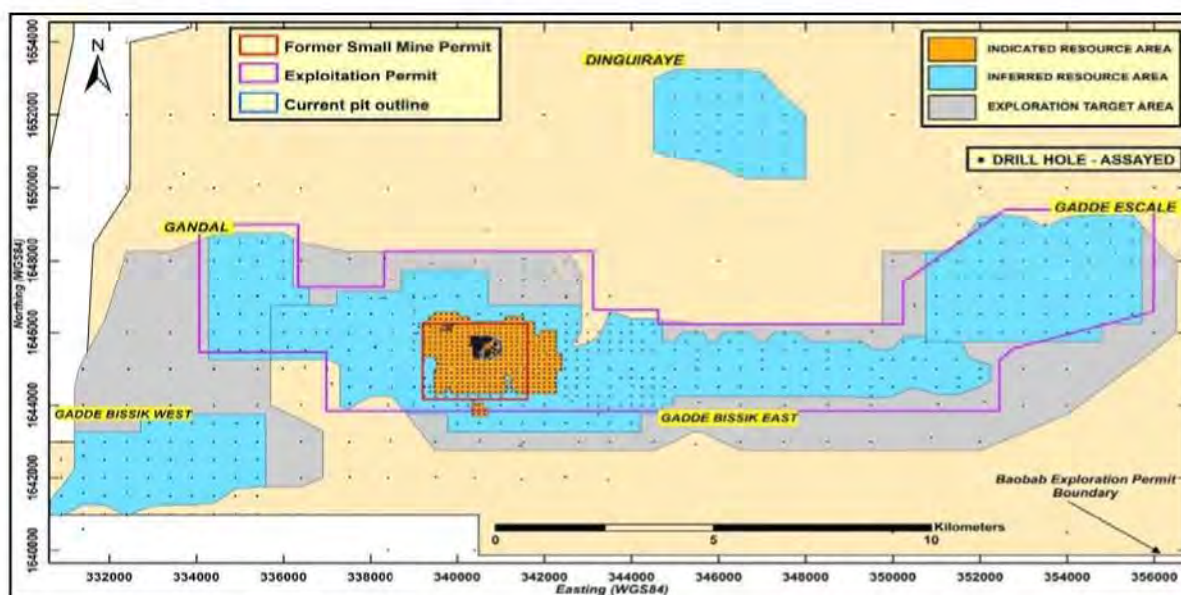 N
Former Small Mine Permit
Exploitation Permit
Current pit outline
INDICATED RESOURCE AREA
INFERRED RESOURCE AREA
EXPLORATION TARGET AREA
DRILL HOLE - ASSAYED
DINGUIRAYE
GANDAL
GADDE ESCALE
GADDE BISSIK WEST
GADDE BISSIK EAST
Baobab Exploration Permit
Boundary
Kilometers
0 5 10
1654000
1652000
1650000
1648000
1646000
1644000
1642000
1640000
Northing (WGS84)
332000 334000 336000 338000 340000 342000 344000 346000 348000 350000 352000 354000 356000
Easting (WGS84)